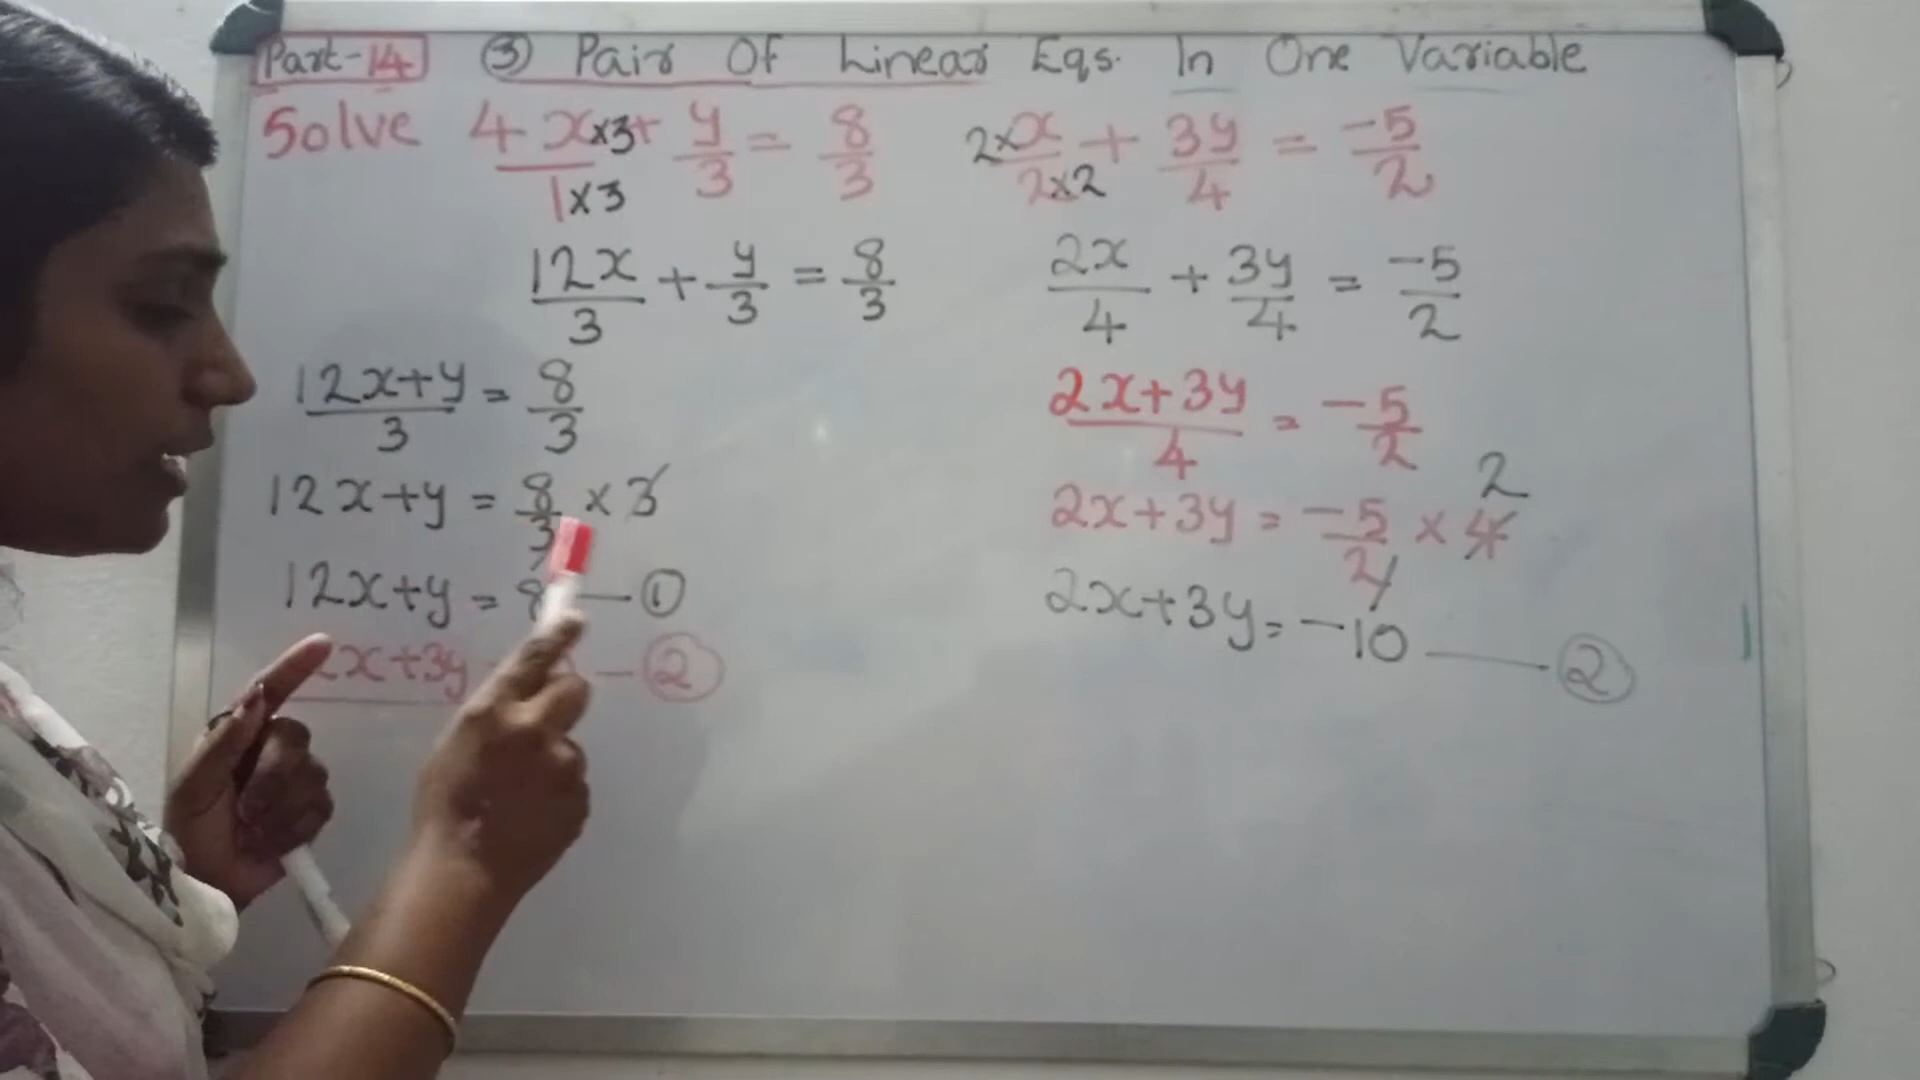 Part-14 ③ Pair Of Linear Eqs. In One Variable
Solve 4x×3/1×3 + y/3 = 8/3 2×x/2×2 + 3y/4 = -5/2
12x/3 + y/3 = 8/3 2x/4 + 3y/4 = -5/2
12x+y/3 = 8/3 2x+3y/4 = -5/2
12x+y = 8/3 × 3 2x+3y = -5/2 × 4 2
12x+y = 8 — ① 2x+3y = -10 — ②
2x+3y — ②